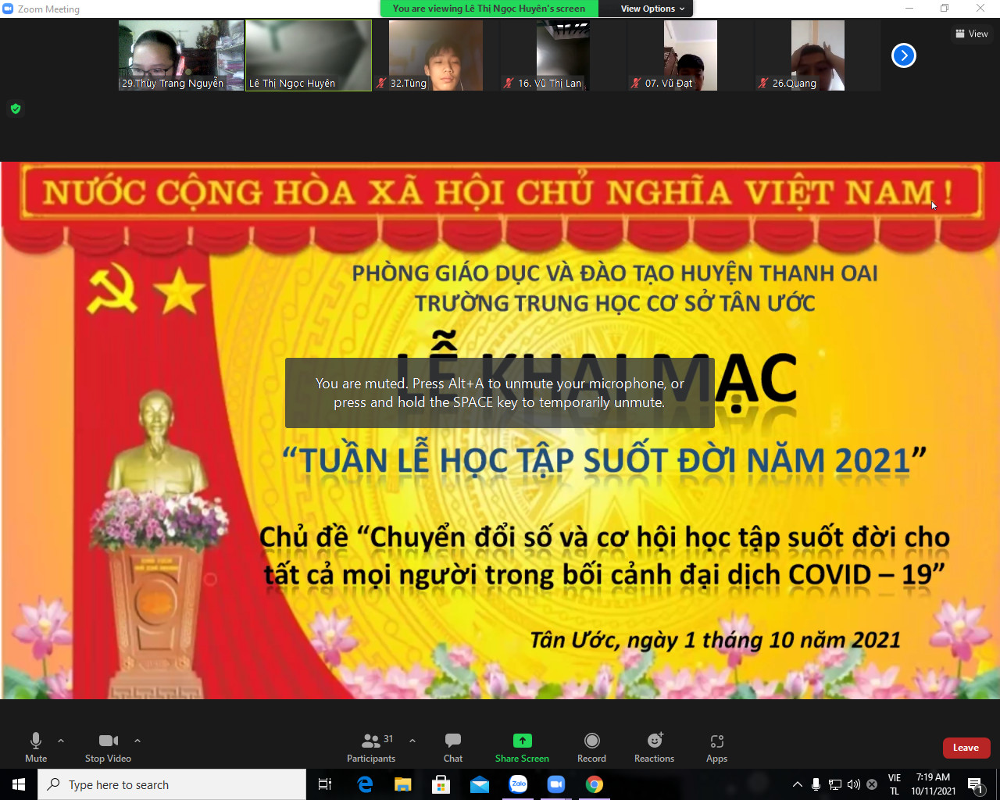 Zoom Meeting
You are viewing Lê Thị Ngọc Huyên's screen
View Options
29.Thùy Trang Nguyễn
Lê Thị Ngọc Huyên
32.Tùng
16. Vũ Thị Lan
07. Vũ Đạt
26.Quang
View
NƯỚC CỘNG HÒA XÃ HỘI CHỦ NGHĨA VIỆT NAM !
PHÒNG GIÁO DỤC VÀ ĐÀO TẠO HUYỆN THANH OAI
TRƯỜNG TRUNG HỌC CƠ SỞ TÂN ƯỚC
LỄ KHAI MẠC
You are muted. Press Alt+A to unmute your microphone, or
press and hold the SPACE key to temporarily unmute.
“TUẦN LỄ HỌC TẬP SUỐT ĐỜI NĂM 2021”
Chủ đề “Chuyển đổi số và cơ hội học tập suốt đời cho
tất cả mọi người trong bối cảnh đại dịch COVID – 19”
Tân Ước, ngày 1 tháng 10 năm 2021
Mute
Stop Video
31
Participants
Chat
Share Screen
Record
Reactions
Apps
Leave
Type here to search
Zalo
VIE
TL
7:19 AM
10/11/2021
1